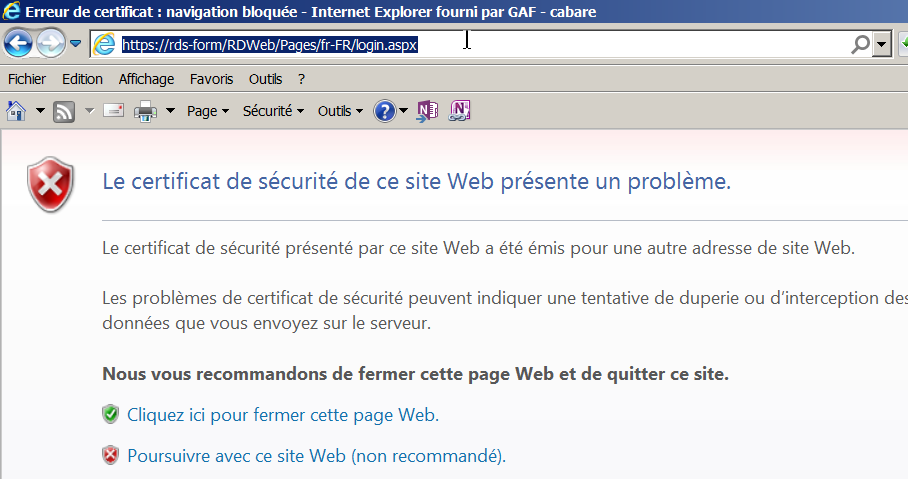 Erreur de certificat : navigation bloquée - Internet Explorer fourni par GAF - cabare
https://rds-form/RDWeb/Pages/fr-FR/login.aspx
Fichier Edition Affichage Favoris Outils ?
Page Sécurité Outils ?
Le certificat de sécurité de ce site Web présente un problème.
Le certificat de sécurité présenté par ce site Web a été émis pour une autre adresse de site Web.
Les problèmes de certificat de sécurité peuvent indiquer une tentative de duperie ou d’interception des
données que vous envoyez sur le serveur.
Nous vous recommandons de fermer cette page Web et de quitter ce site.
Cliquez ici pour fermer cette page Web.
Poursuivre avec ce site Web (non recommandé).